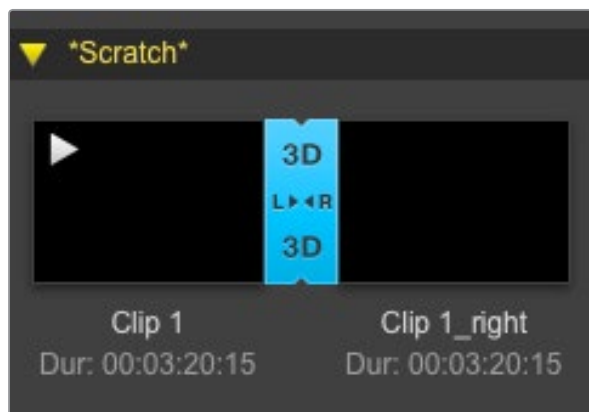 *Scratch*
3D
L R
3D
Clip 1
Clip 1_right
Dur: 00:03:20:15
Dur: 00:03:20:15